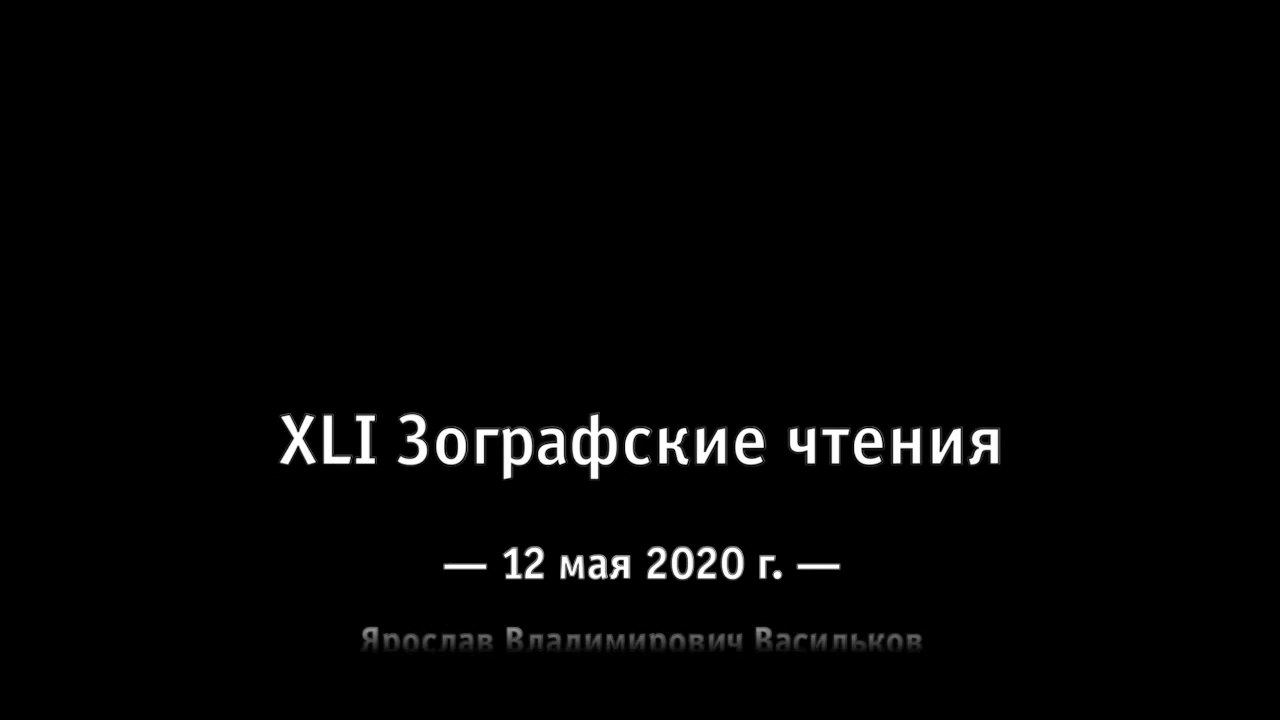 XLI Зографские чтения
— 12 мая 2020 г. —
Ярослав Владимирович Васильков